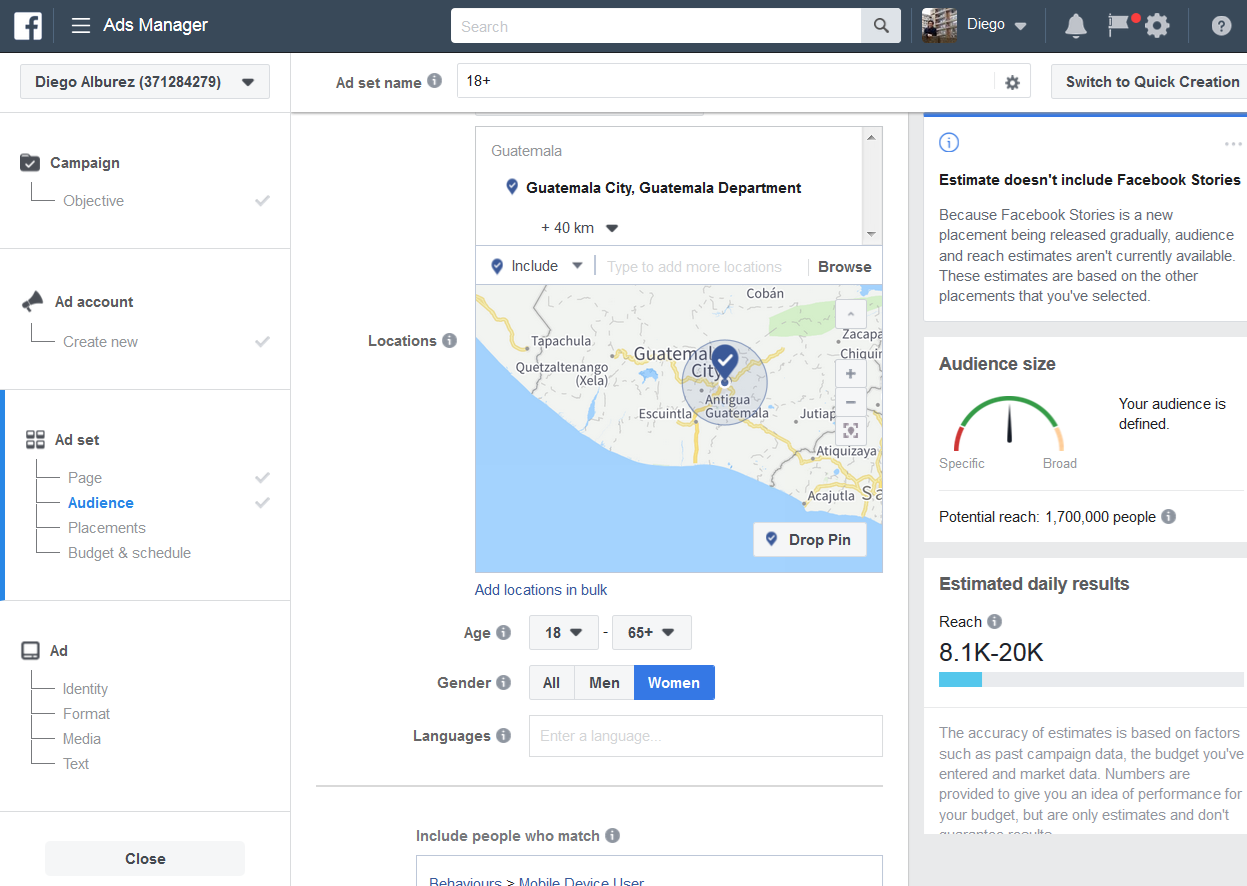 Ads Manager
Search
Diego
Diego Alburez (371284279)
Ad set name
18+
Switch to Quick Creation
Campaign
Objective
Ad account
Create new
Ad set
Page
Audience
Placements
Budget & schedule
Ad
Identity
Format
Media
Text
Close
Guatemala
Guatemala City, Guatemala Department
+ 40 km
Include
Type to add more locations
Browse
Locations
Cobán
Zacapa
Tapachula
Guatemala
City
Chiquir
Quetzaltenango
(Xela)
Antigua
Guatemala
Escuintla
Jutiap
Atiquizaya
Acajutla
Sa
Drop Pin
Add locations in bulk
Age
18
-
65+
Gender
All
Men
Women
Languages
Enter a language...
Include people who match
Behaviours > Mobile Device User
Estimate doesn't include Facebook Stories
Because Facebook Stories is a new
placement being released gradually, audience
and reach estimates aren't currently available.
These estimates are based on the other
placements that you've selected.
Audience size
Your audience is
defined.
Specific
Broad
Potential reach: 1,700,000 people
Estimated daily results
Reach
8.1K-20K
The accuracy of estimates is based on factors
such as past campaign data, the budget you've
entered and market data. Numbers are
provided to give you an idea of performance for
your budget, but are only estimates and don't
guarantee results.